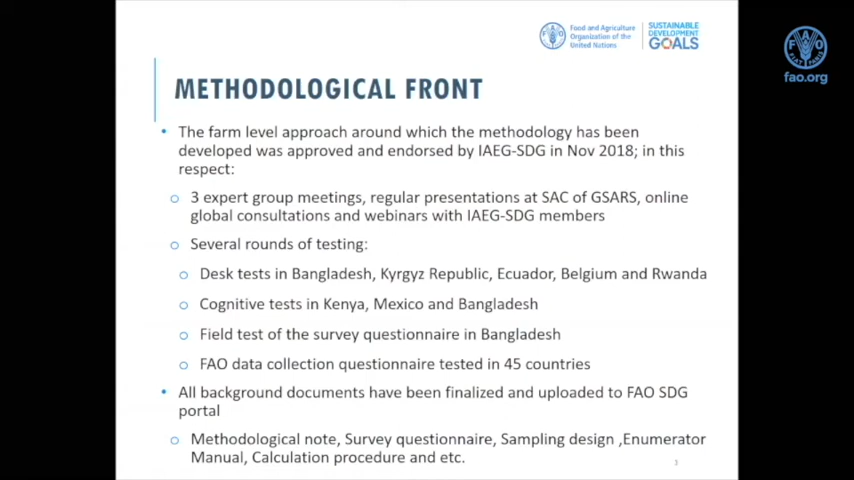 Food and Agriculture
Organization of the
United Nations
SUSTAINABLE
DEVELOPMENT
GOALS
FAO
FIAT PANIS
fao.org
METHODOLOGICAL FRONT
• The farm level approach around which the methodology has been
developed was approved and endorsed by IAEG-SDG in Nov 2018; in this
respect:
o 3 expert group meetings, regular presentations at SAC of GSARS, online
global consultations and webinars with IAEG-SDG members
o Several rounds of testing:
o Desk tests in Bangladesh, Kyrgyz Republic, Ecuador, Belgium and Rwanda
o Cognitive tests in Kenya, Mexico and Bangladesh
o Field test of the survey questionnaire in Bangladesh
o FAO data collection questionnaire tested in 45 countries
• All background documents have been finalized and uploaded to FAO SDG
portal
o Methodological note, Survey questionnaire, Sampling design ,Enumerator
Manual, Calculation procedure and etc.
3